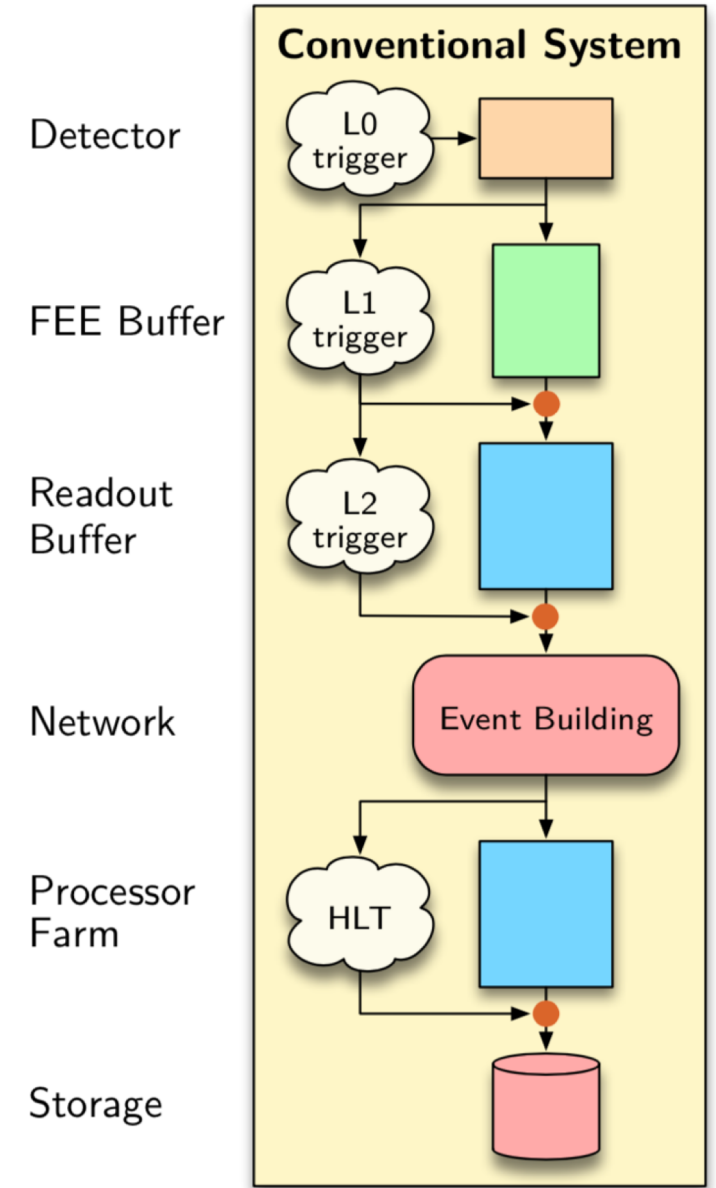 Conventional System
Detector
L0
trigger
FEE Buffer
L1
trigger
Readout
Buffer
L2
trigger
Network
Event Building
Processor
Farm
HLT
Storage